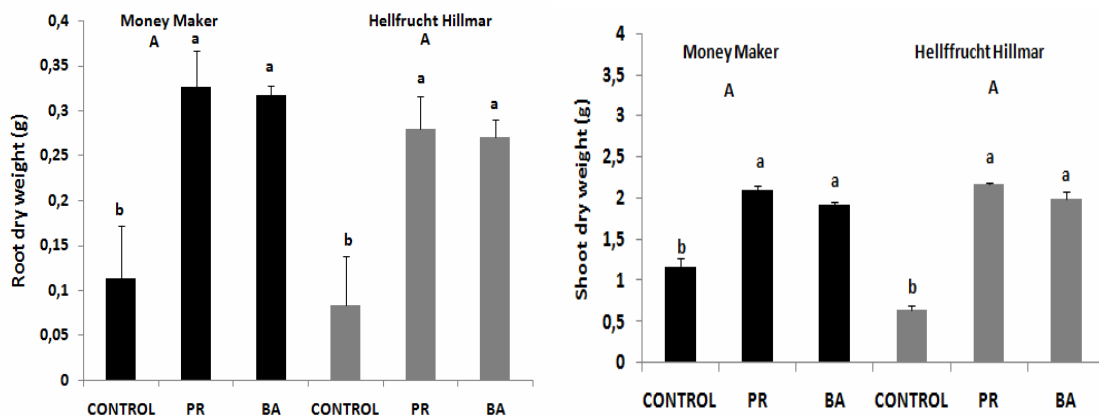 Money Maker Hellfrucht Hillmar
A A
a a a a
b b
Root dry weight (g)
0,4
0,35
0,3
0,25
0,2
0,15
0,1
0,05
0
CONTROL PR BA CONTROL PR BA
Money Maker Hellffrucht Hillmar
A A
a a a a
b b
Shoot dry weight (g)
4
3,5
3
2,5
2
1,5
1
0,5
0
CONTROL PR BA CONTROL PR BA